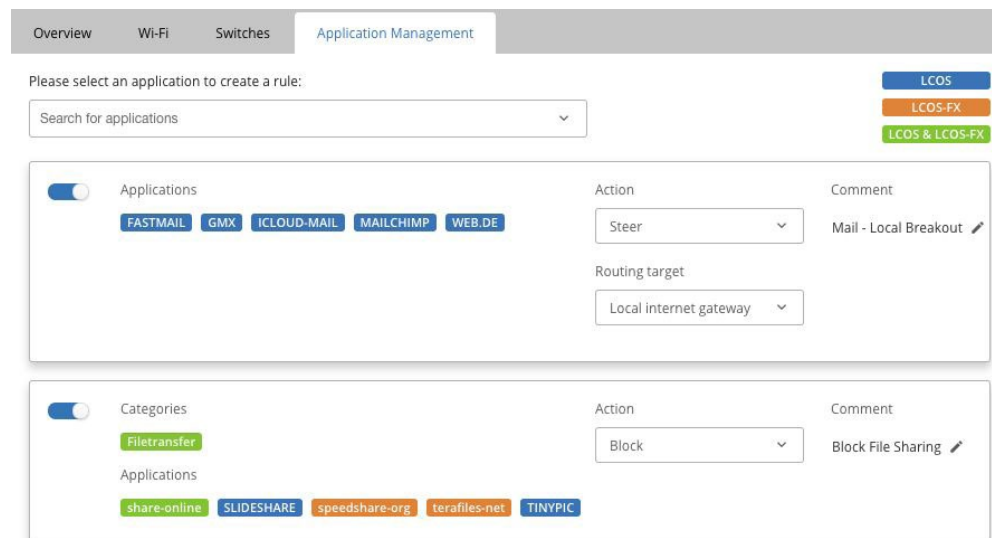 Overview Wi-Fi Switches Application Management
Please select an application to create a rule:
Search for applications
LCOS
LCOS-FX
LCOS & LCOS-FX
Applications
FASTMAIL GMX ICLOUD-MAIL MAILCHIMP WEB.DE
Action
Steer
Routing target
Local internet gateway
Comment
Mail - Local Breakout
Categories
Filetransfer
Applications
share-online SLIDESHARE speedshare-org terafiles-net TINYPIC
Action
Block
Comment
Block File Sharing